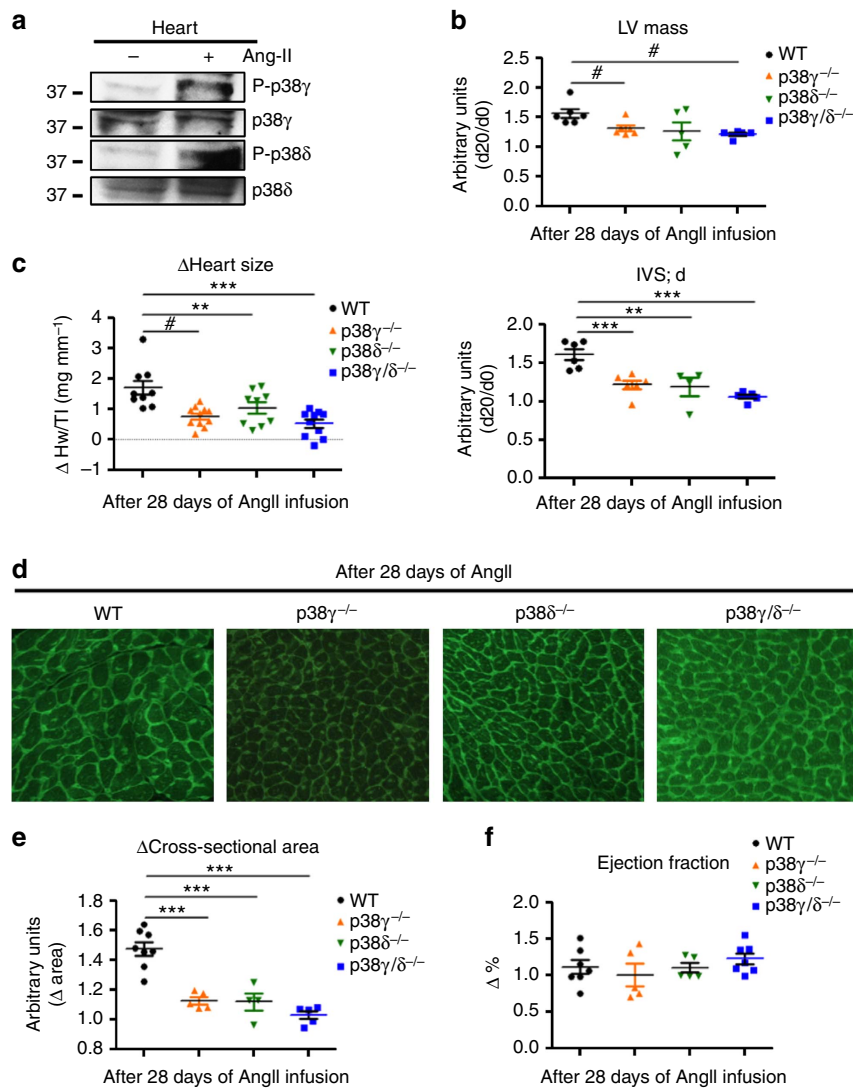 a
Heart
– + Ang-II
37 P-p38γ
p38γ
37 P-p38δ
37 p38δ
b
LV mass
WT
p38γ–/–
p38δ–/–
p38γ/δ–/–
#
#
Arbitrary units
(d20/d0)
2.5
2.0
1.5
1.0
0.5
0.0
After 28 days of AngII infusion
c
ΔHeart size
WT
p38γ–/–
p38δ–/–
p38γ/δ–/–
***
**
#
Δ Hw/Tl (mg mm–1)
4
3
2
1
0
–1
After 28 days of AngII infusion
IVS; d
***
**
***
Arbitrary units
(d20/d0)
2.0
1.5
1.0
0.5
0.0
After 28 days of AngII infusion
d
After 28 days of AngII
WT p38γ–/– p38δ–/– p38γ/δ–/–
e
ΔCross-sectional area
WT
p38γ–/–
p38δ–/–
p38γ/δ–/–
***
***
***
Arbitrary units
(Δ area)
1.8
1.6
1.4
1.2
1.0
0.8
After 28 days of AngII infusion
f
Ejection fraction
WT
p38γ–/–
p38δ–/–
p38γ/δ–/–
Δ %
2.0
1.5
1.0
0.5
0.0
After 28 days of AngII infusion